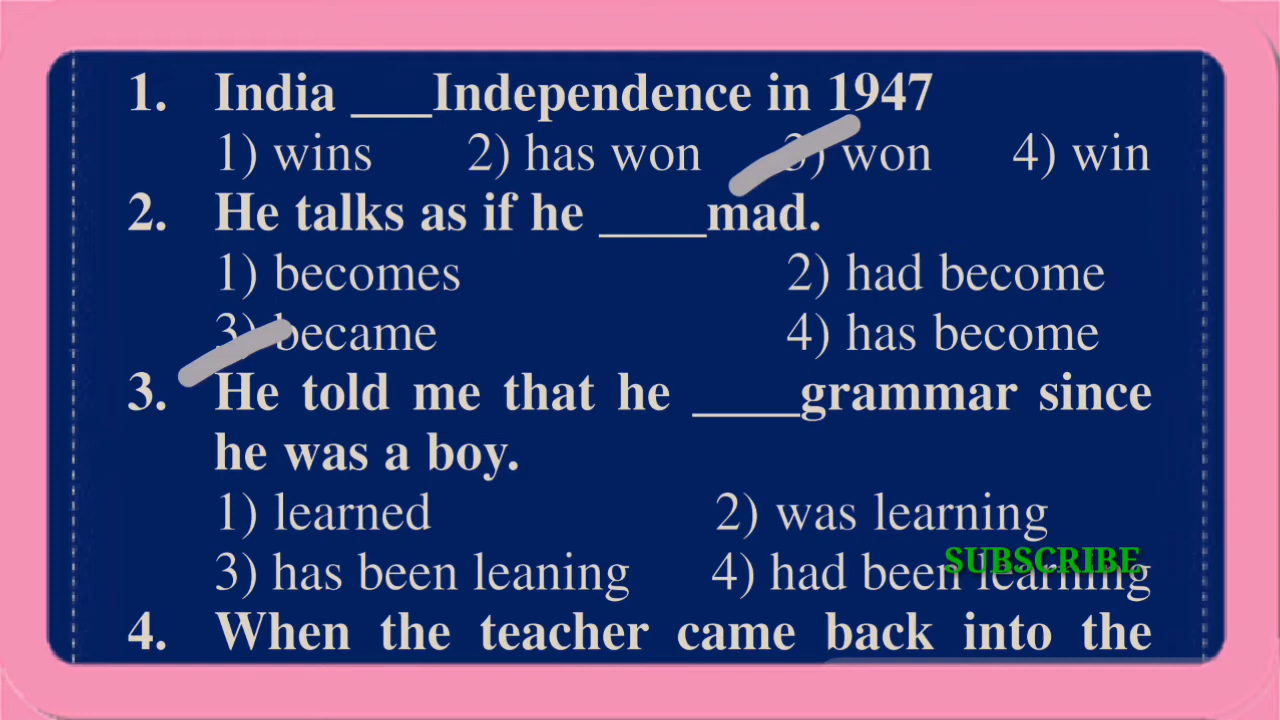 1. India ___Independence in 1947
1) wins 2) has won 3) won 4) win
2. He talks as if he ____mad.
1) becomes 2) had become
3) became 4) has become
3. He told me that he ____grammar since
he was a boy.
1) learned 2) was learning
SUBSCRIBE
3) has been leaning 4) had been learning
4. When the teacher came back into the